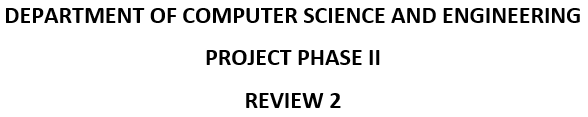 DEPARTMENT OF COMPUTER SCIENCE AND ENGINEERING
PROJECT PHASE II
REVIEW 2